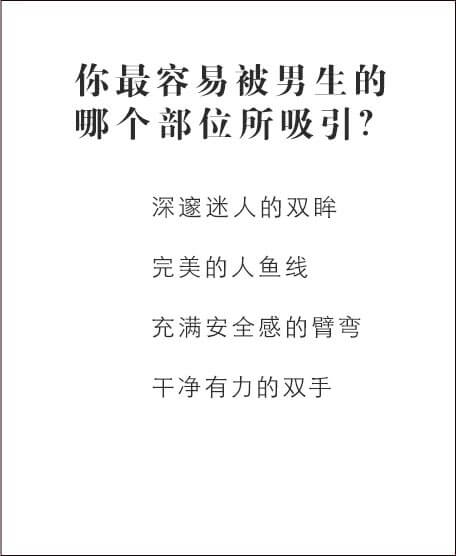 你最容易被男生的
哪个部位所吸引?
深邃迷人的双眸
完美的人鱼线
充满安全感的臂弯
干净有力的双手